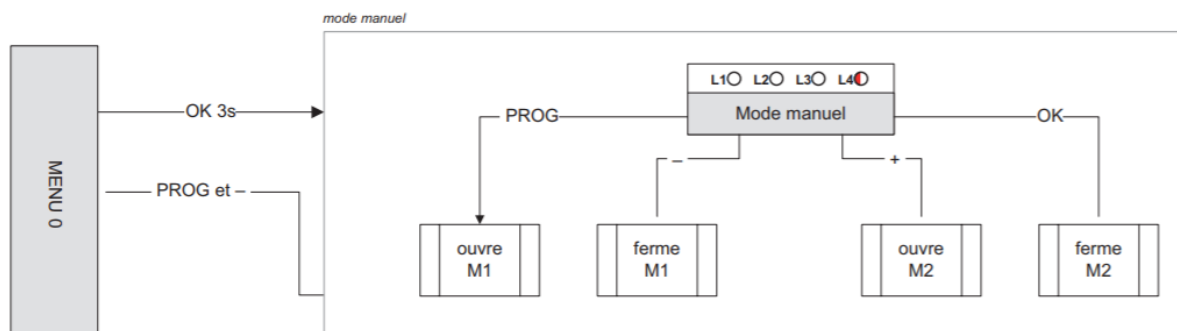 mode manuel
L1 L2 L3 L4
Mode manuel
OK 3s
PROG
OK
MENU 0
–
+
PROG et –
ouvre
M1
ferme
M1
ouvre
M2
ferme
M2